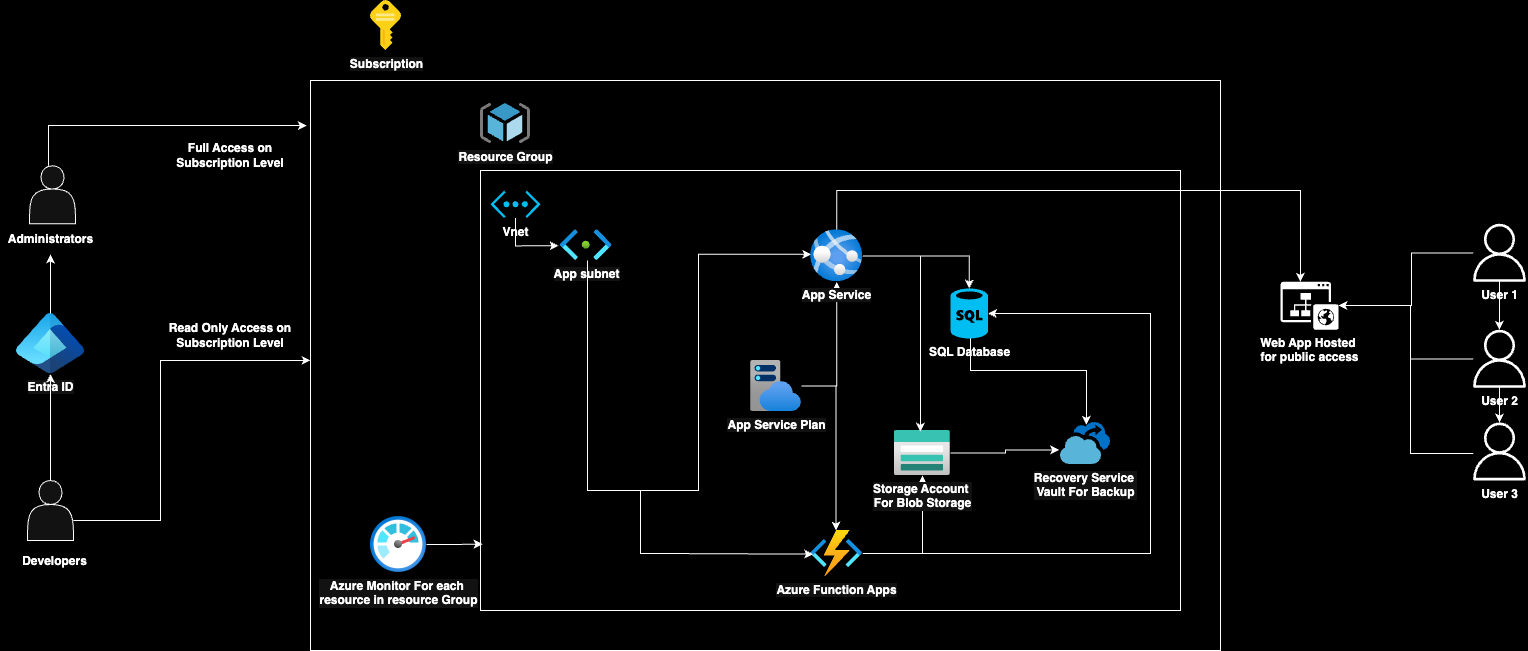 Subscription
Resource Group
Full Access on
Subscription Level
Administrators
Vnet
App subnet
App Service
SQL
SQL Database
User 1
Web App Hosted
for public access
Read Only Access on
Subscription Level
Entra ID
User 2
App Service Plan
Storage Account
For Blob Storage
Recovery Service
Vault For Backup
User 3
Developers
Azure Monitor For each
resource in resource Group
Azure Function Apps